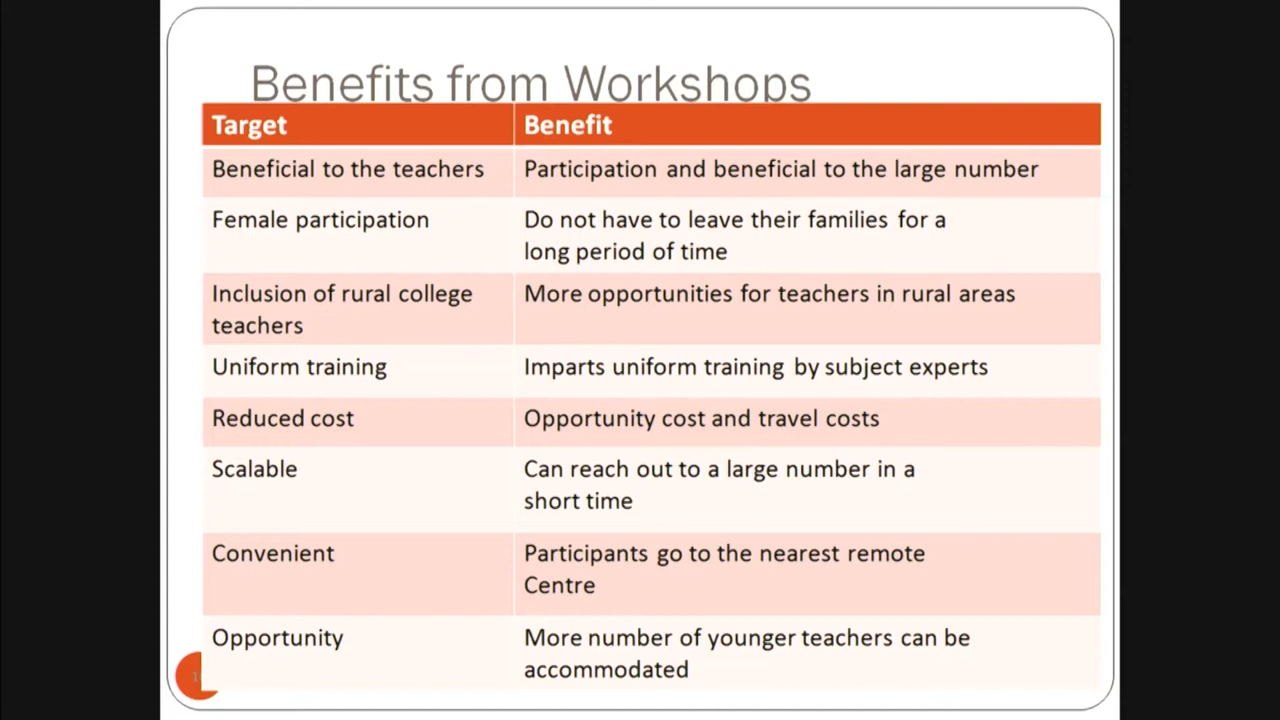 Benefits from Workshops
Target Benefit
Beneficial to the teachers Participation and beneficial to the large number
Female participation Do not have to leave their families for a
long period of time
Inclusion of rural college More opportunities for teachers in rural areas
teachers
Uniform training Imparts uniform training by subject experts
Reduced cost Opportunity cost and travel costs
Scalable Can reach out to a large number in a
short time
Convenient Participants go to the nearest remote
Centre
Opportunity More number of younger teachers can be
accommodated